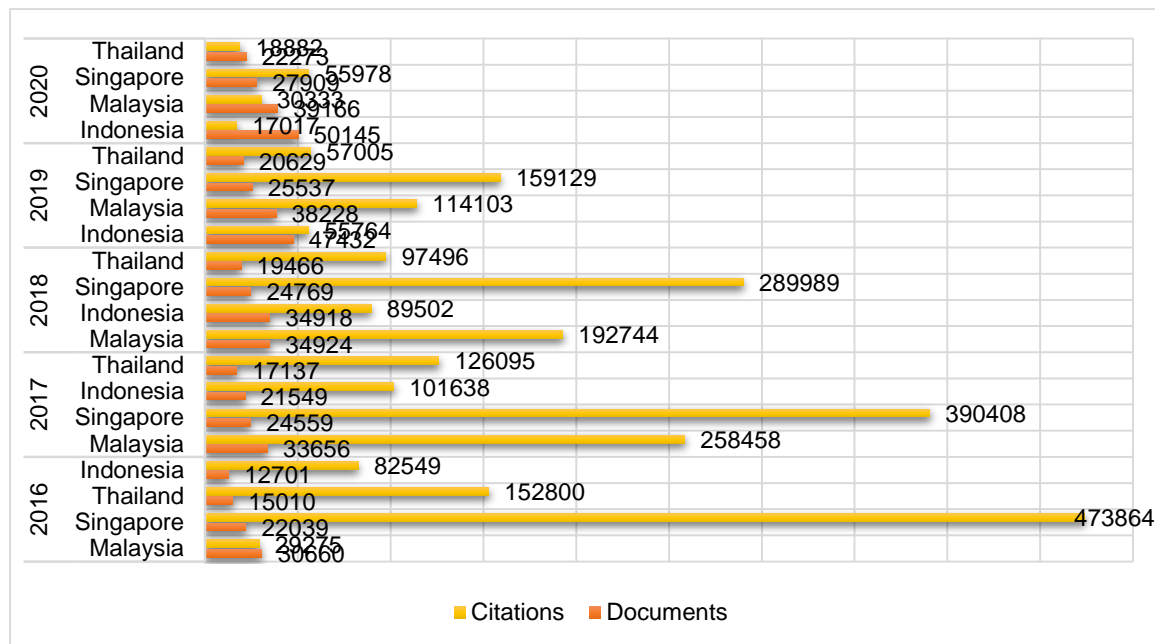 2020
Thailand 18882
22273
Singapore 55978
27909
Malaysia 30333
39166
Indonesia 17017
50145
2019
Thailand 57005
20629
Singapore 159129
25537
Malaysia 114103
38228
Indonesia 55764
47432
2018
Thailand 97496
19466
Singapore 289989
24769
Indonesia 89502
34918
Malaysia 192744
34924
2017
Thailand 126095
17137
Indonesia 101638
21549
Singapore 390408
24559
Malaysia 258458
33656
2016
Indonesia 82549
12701
Thailand 152800
15010
Singapore 473864
22039
Malaysia 29275
30660
Citations Documents